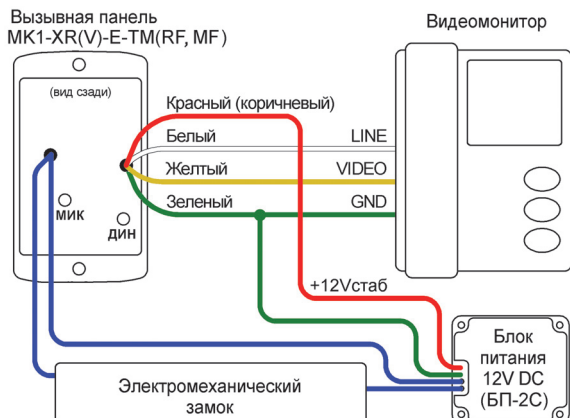 Вызывная панель
MK1-XR(V)-E-TM(RF, MF)
Видеомонитор
(вид сзади)
Красный (коричневый)
Белый
LINE
Желтый
VIDEO
Зеленый
GND
мик
дин
+12Vстаб
Блок
питания
12V DC
(БП-2С)
Электромеханический
замок